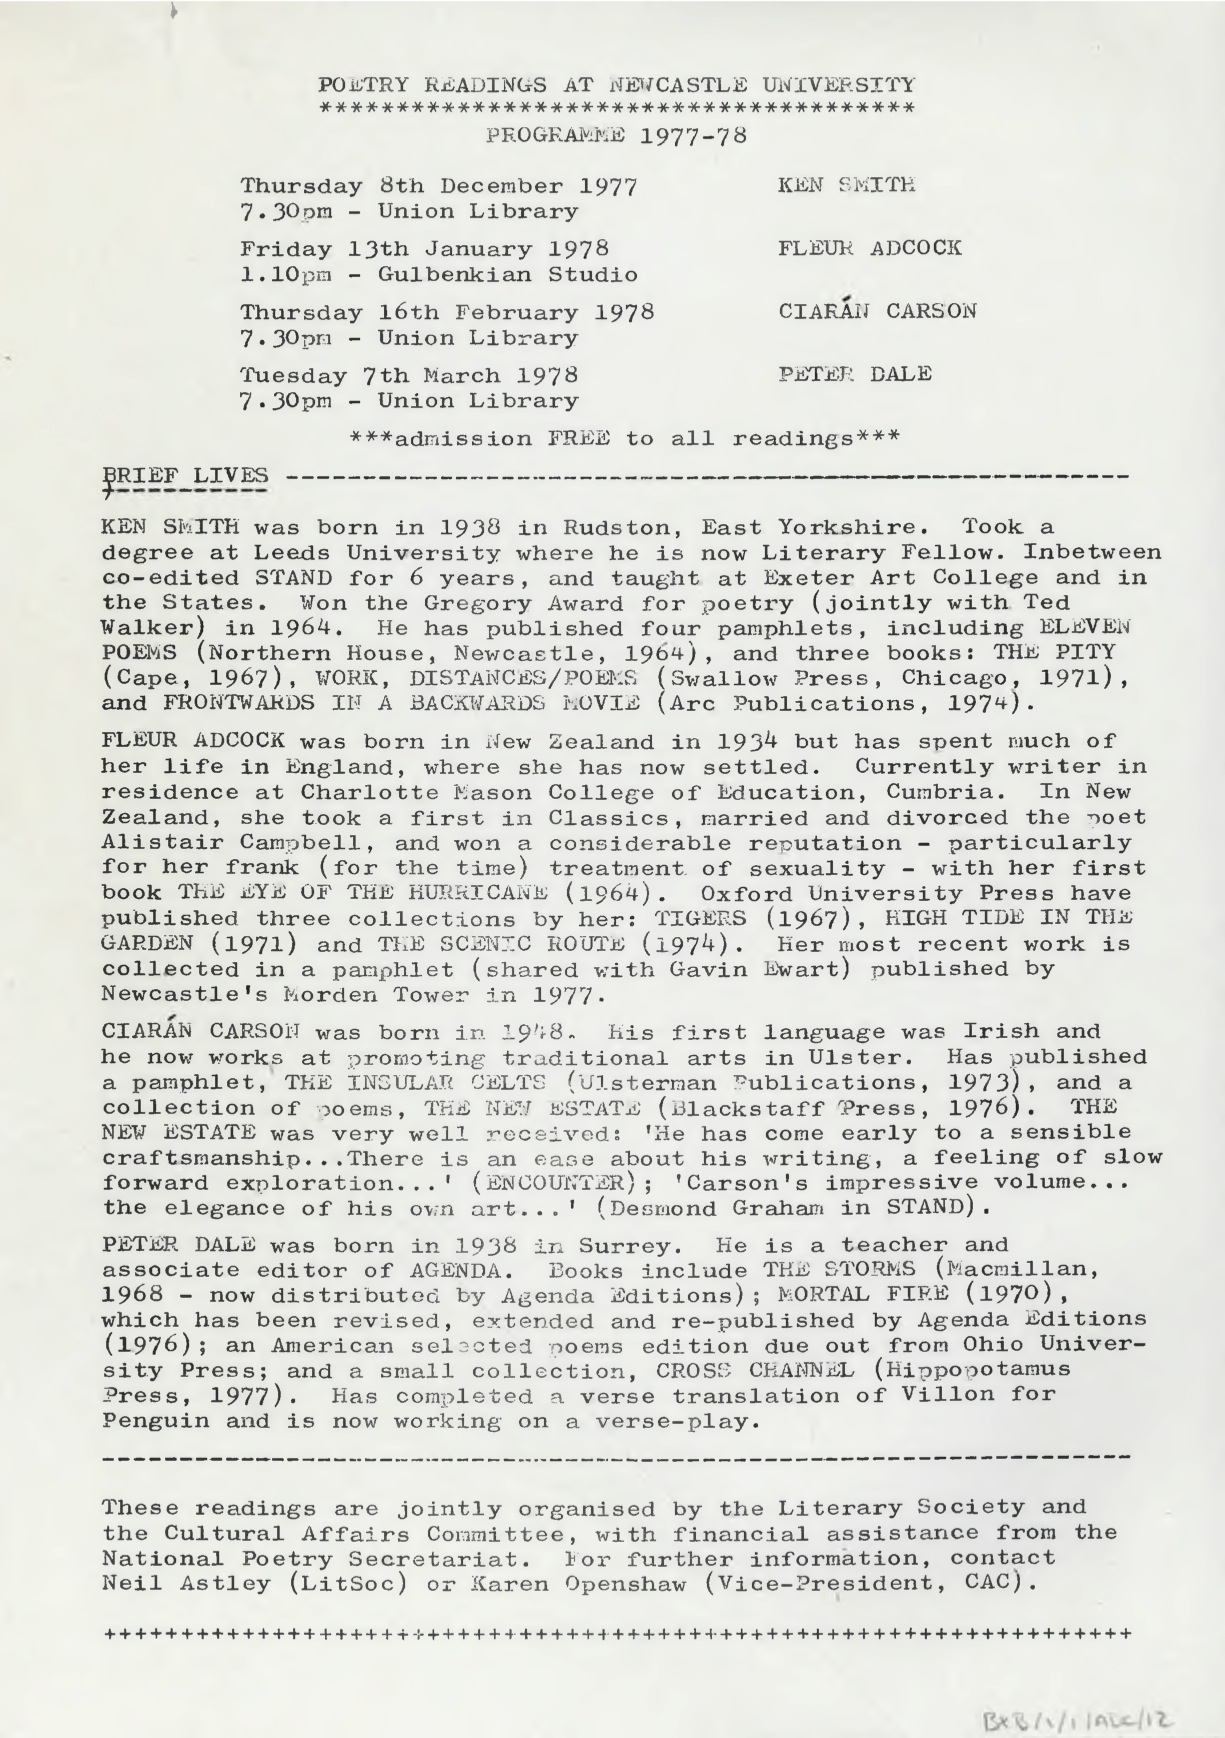 POETRY READINGS AT NEWCASTLE UNIVERSITY
***************************************
PROGRAMME 1977-78
Thursday 8th December 1977 KEN SMITH
7.30pm - Union Library
Friday 13th January 1978 FLEUR ADCOCK
1.10pm - Gulbenkian Studio
Thursday 16th February 1978 CIARÁN CARSON
7.30pm - Union Library
Tuesday 7th March 1978 PETER DALE
7.30pm - Union Library
***admission FREE to all readings***
BRIEF LIVES -------------------------------------------------------
KEN SMITH was born in 1938 in Rudston, East Yorkshire. Took a
degree at Leeds University where he is now Literary Fellow. Inbetween
co-edited STAND for 6 years, and taught at Exeter Art College and in
the States. Won the Gregory Award for poetry (jointly with Ted
Walker) in 1964. He has published four pamphlets, including ELEVEN
POEMS (Northern House, Newcastle, 1964), and three books: THE PITY
(Cape, 1967), WORK, DISTANCES/POEMS (Swallow Press, Chicago, 1971),
and FRONTWARDS IN A BACKWARDS MOVIE (Arc Publications, 1974).
FLEUR ADCOCK was born in New Zealand in 1934 but has spent much of
her life in England, where she has now settled. Currently writer in
residence at Charlotte Mason College of Education, Cumbria. In New
Zealand, she took a first in Classics, married and divorced the poet
Alistair Campbell, and won a considerable reputation - particularly
for her frank (for the time) treatment of sexuality - with her first
book THE EYE OF THE HURRICANE (1964). Oxford University Press have
published three collections by her: TIGERS (1967), HIGH TIDE IN THE
GARDEN (1971) and THE SCENIC ROUTE (1974). Her most recent work is
collected in a pamphlet (shared with Gavin Ewart) published by
Newcastle's Morden Tower in 1977.
CIARÁN CARSON was born in 1948. His first language was Irish and
he now works at promoting traditional arts in Ulster. Has published
a pamphlet, THE INSULAR CELTS (Ulsterman Publications, 1973), and a
collection of poems, THE NEW ESTATE (Blackstaff Press, 1976). THE
NEW ESTATE was very well received: 'He has come early to a sensible
craftsmanship...There is an ease about his writing, a feeling of slow
forward exploration...' (ENCOUNTER); 'Carson's impressive volume...
the elegance of his own art...' (Desmond Graham in STAND).
PETER DALE was born in 1938 in Surrey. He is a teacher and
associate editor of AGENDA. Books include THE STORMS (Macmillan,
1968 - now distributed by Agenda Editions); MORTAL FIRE (1970),
which has been revised, extended and re-published by Agenda Editions
(1976); an American selected poems edition due out from Ohio Univer-
sity Press; and a small collection, CROSS CHANNEL (Hippopotamus
Press, 1977). Has completed a verse translation of Villon for
Penguin and is now working on a verse-play.
-------------------------------------------------------------------
These readings are jointly organised by the Literary Society and
the Cultural Affairs Committee, with financial assistance from the
National Poetry Secretariat. For further information, contact
Neil Astley (LitSoc) or Karen Openshaw (Vice-President, CAC).
+++++++++++++++++++++++++++++++++++++++++++++++++++++++++++++++++++
BXB/1/1/ADC/12